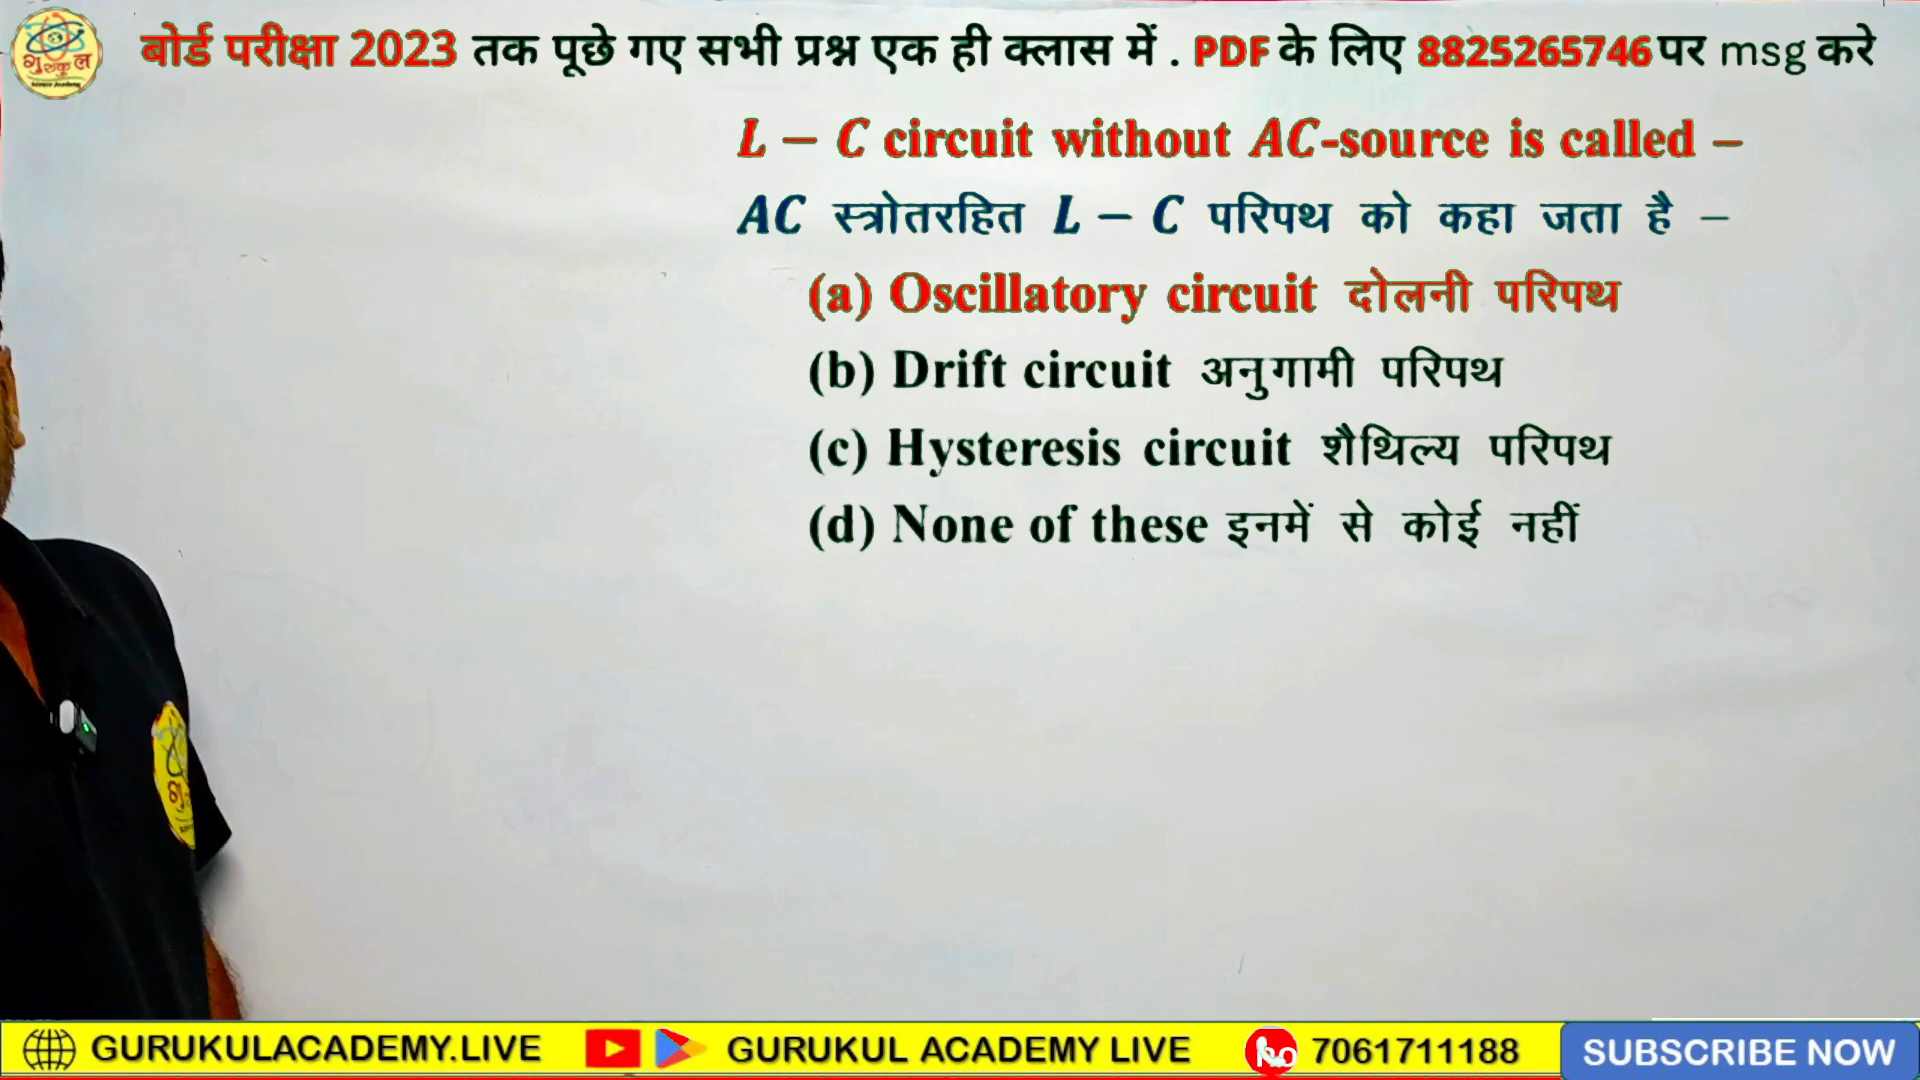 बोर्ड परीक्षा 2023 तक पूछे गए सभी प्रश्न एक ही क्लास में . PDF के लिए 8825265746 पर msg करे
गुरुकुल
Science Academy
L – C circuit without AC-source is called –
AC स्त्रोतरहित L – C परिपथ को कहा जता है –
(a) Oscillatory circuit दोलनी परिपथ
(b) Drift circuit अनुगामी परिपथ
(c) Hysteresis circuit शैथिल्य परिपथ
(d) None of these इनमें से कोई नहीं
GURUKULACADEMY.LIVE
GURUKUL ACADEMY LIVE
7061711188
SUBSCRIBE NOW